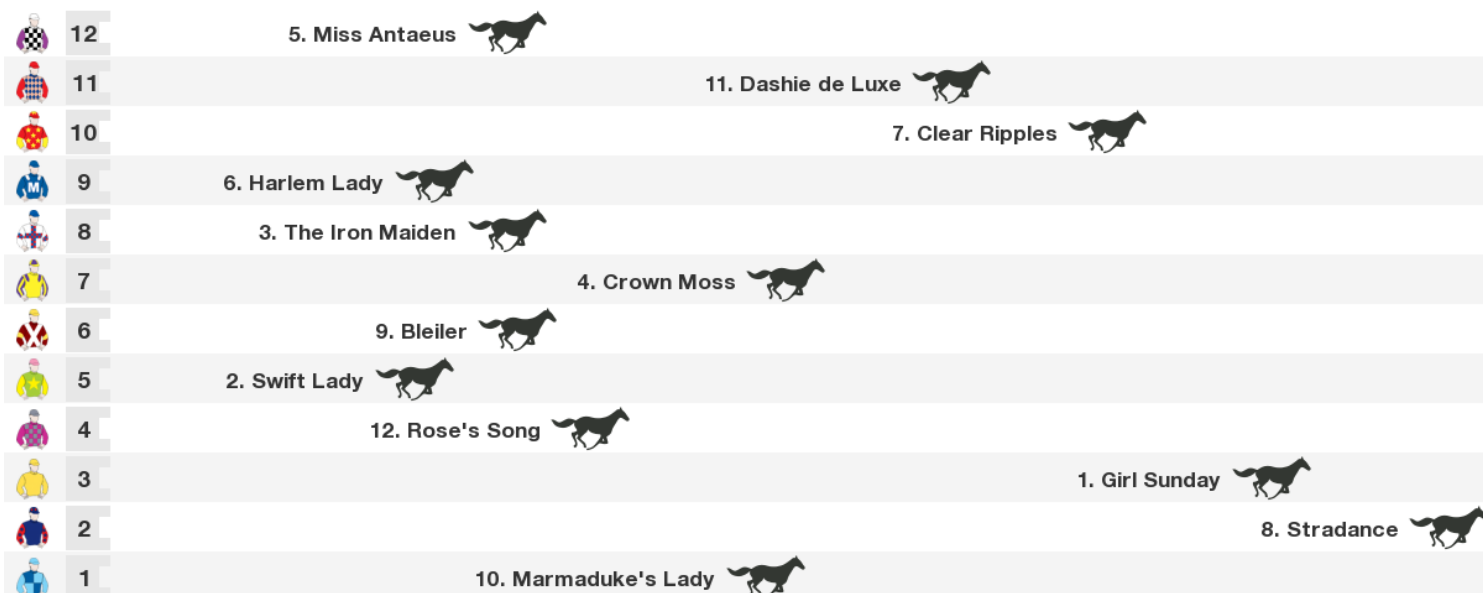 12 5. Miss Antaeus
11 11. Dashie de Luxe
10 7. Clear Ripples
9 6. Harlem Lady
8 3. The Iron Maiden
7 4. Crown Moss
6 9. Bleiler
5 2. Swift Lady
4 12. Rose's Song
3 1. Girl Sunday
2 8. Stradance
1 10. Marmaduke's Lady
M